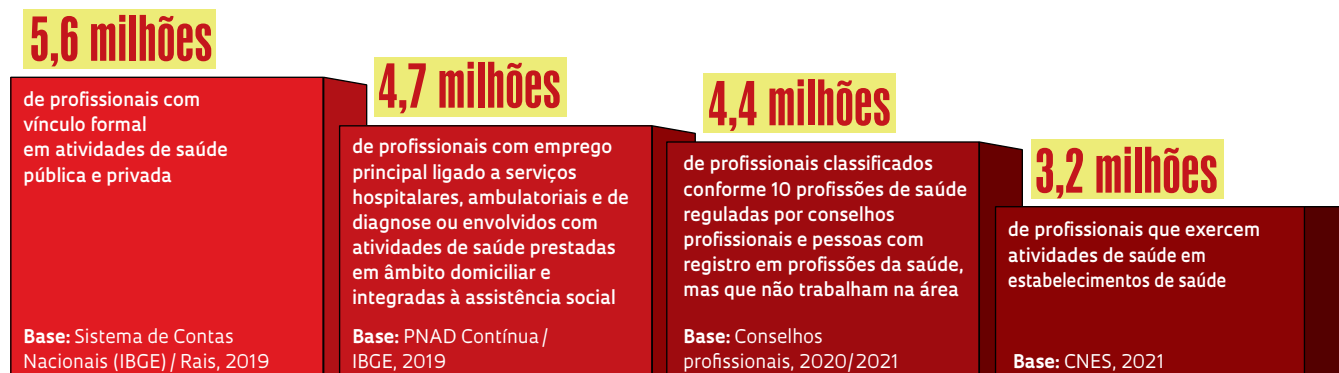 5,6 milhões
de profissionais com
vínculo formal
em atividades de saúde
pública e privada
Base: Sistema de Contas
Nacionais (IBGE) / Rais, 2019
4,7 milhões
de profissionais com emprego
principal ligado a serviços
hospitalares, ambulatoriais e de
diagnose ou envolvidos com
atividades de saúde prestadas
em âmbito domiciliar e
integradas à assistência social
Base: PNAD Contínua /
IBGE, 2019
4,4 milhões
de profissionais classificados
conforme 10 profissões de saúde
reguladas por conselhos
profissionais e pessoas com
registro em profissões da saúde,
mas que não trabalham na área
Base: Conselhos
profissionais, 2020/2021
3,2 milhões
de profissionais que exercem
atividades de saúde em
estabelecimentos de saúde
Base: CNES, 2021